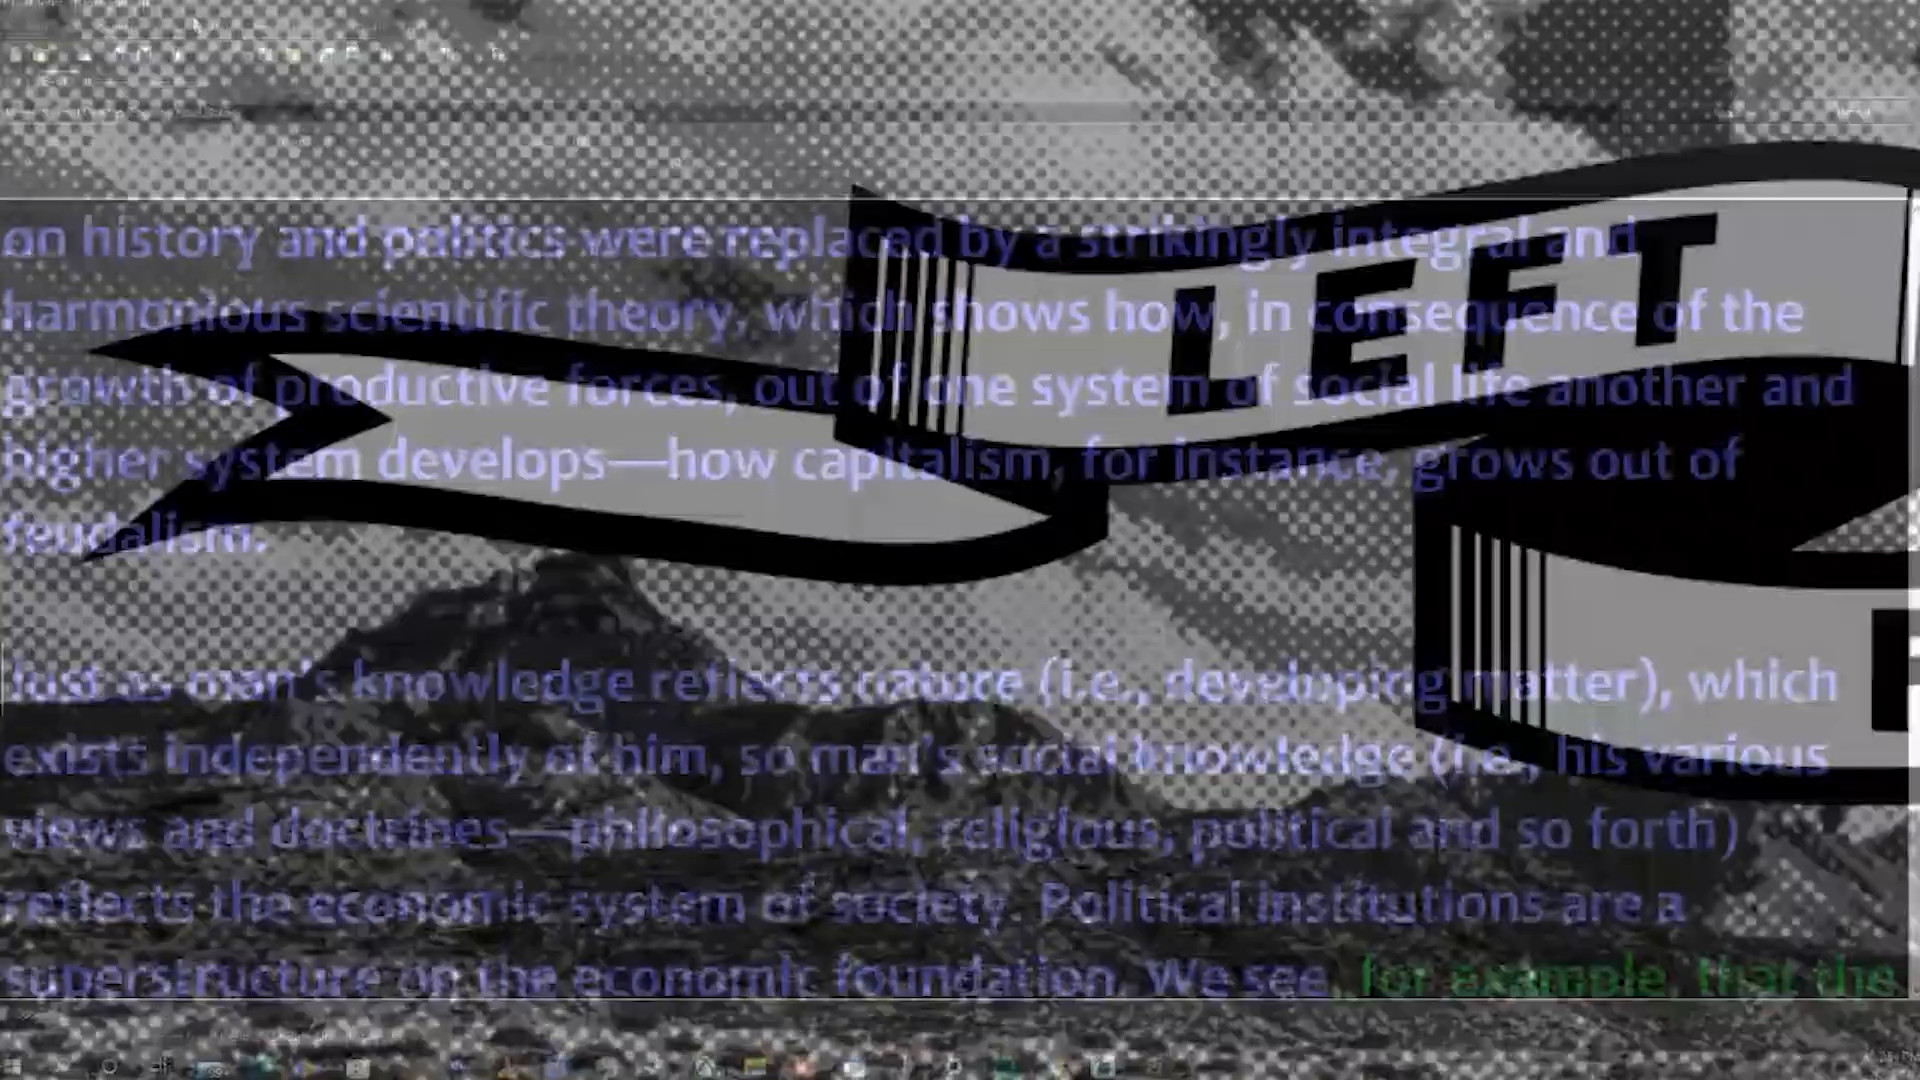 on history and politics were replaced by a strikingly integral and
LEFT
harmonious scientific theory, which shows how, in consequence of the
growth of productive forces, out of one system of social life another and
higher system develops—how capitalism, for instance, grows out of
feudalism.
Just as man's knowledge reflects nature (i.e., developing matter), which
exists independently of him, so man's social knowledge (i.e., his various
views and doctrines—philosophical, religious, political and so forth)
reflects the economic system of society. Political institutions are a
superstructure on the economic foundation. We see, for example, that the